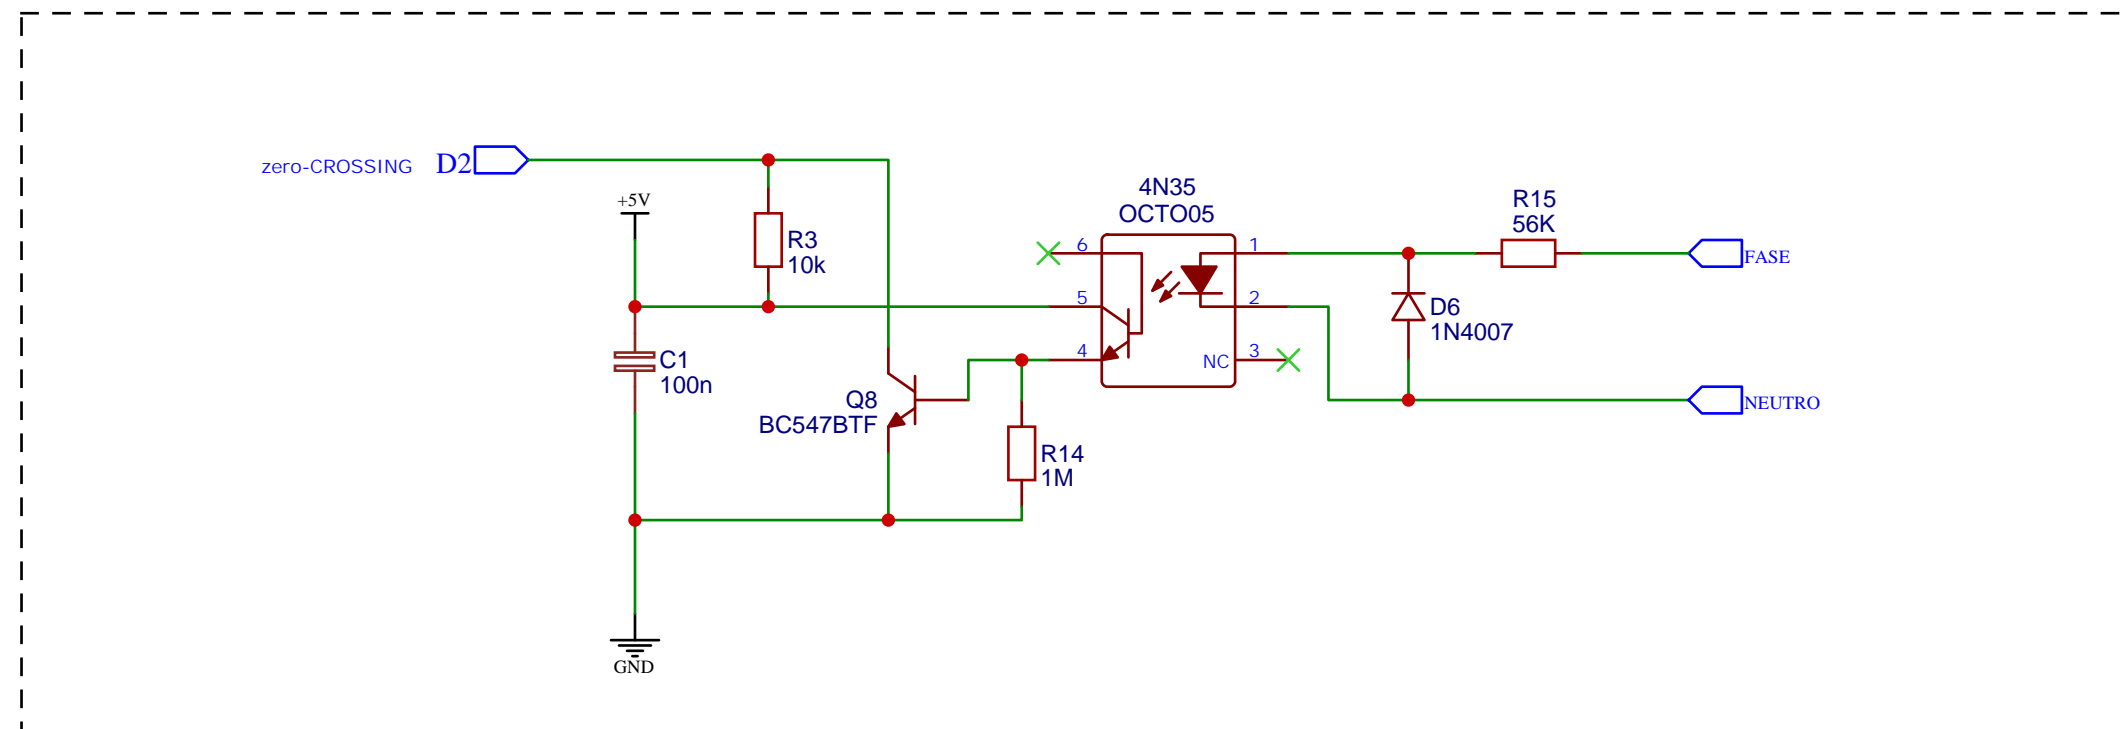 zero-CROSSING D2
+5V
R3
10k
C1
100n
Q8
BC547BTF
R14
1M
4N35
OCTO05
6
5
4
1
2
NC 3
R15
56K
D6
1N4007
FASE
NEUTRO
GND